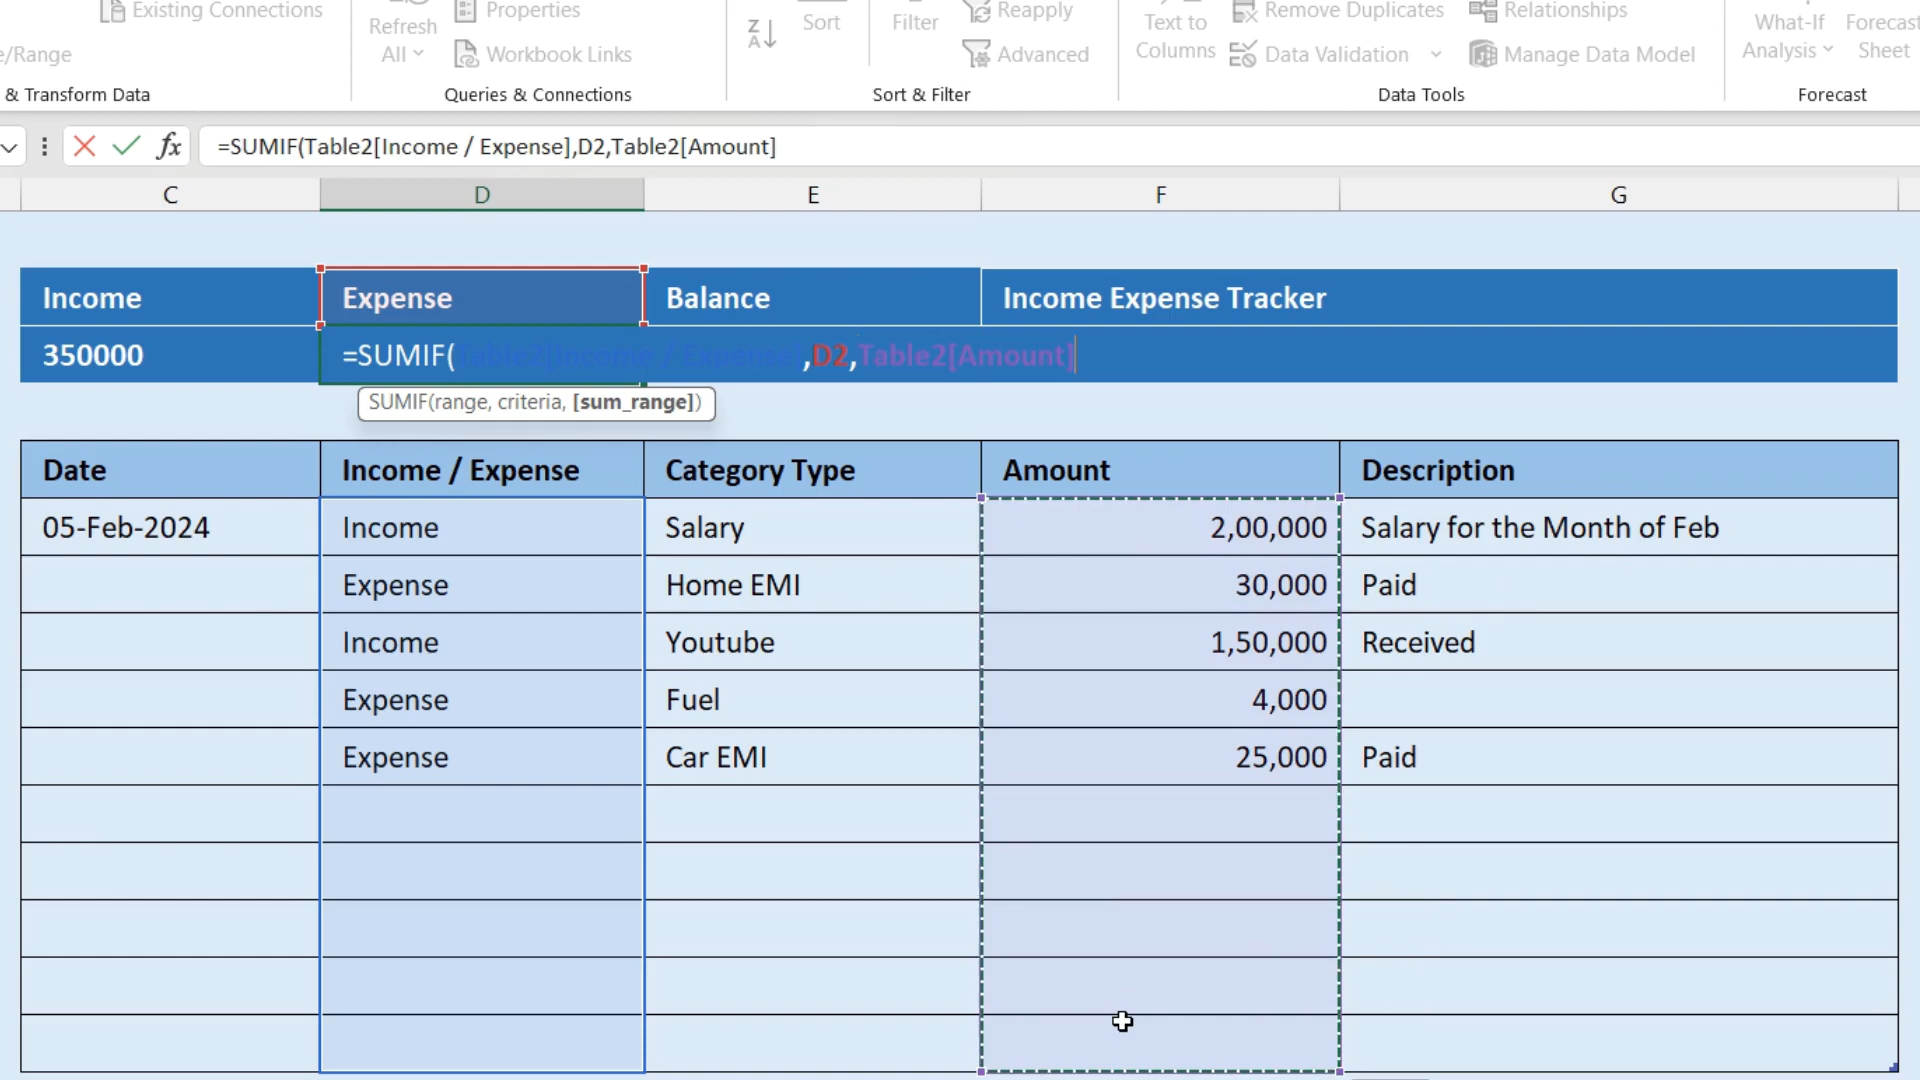 Existing Connections
e/Range
& Transform Data
Refresh
All
Properties
Workbook Links
Queries & Connections
Z
A
Sort
Filter
Reapply
Advanced
Sort & Filter
Text to
Columns
Remove Duplicates
Data Validation
Relationships
Manage Data Model
Data Tools
What-If
Analysis
Forecast
Sheet
Forecast
fx =SUMIF(Table2[Income / Expense],D2,Table2[Amount]
C D E F G
Income Expense Balance Income Expense Tracker
350000 =SUMIF(Table2[Income / Expense],D2,Table2[Amount]
SUMIF(range, criteria, [sum_range])
Date Income / Expense Category Type Amount Description
05-Feb-2024 Income Salary 2,00,000 Salary for the Month of Feb
Expense Home EMI 30,000 Paid
Income Youtube 1,50,000 Received
Expense Fuel 4,000
Expense Car EMI 25,000 Paid